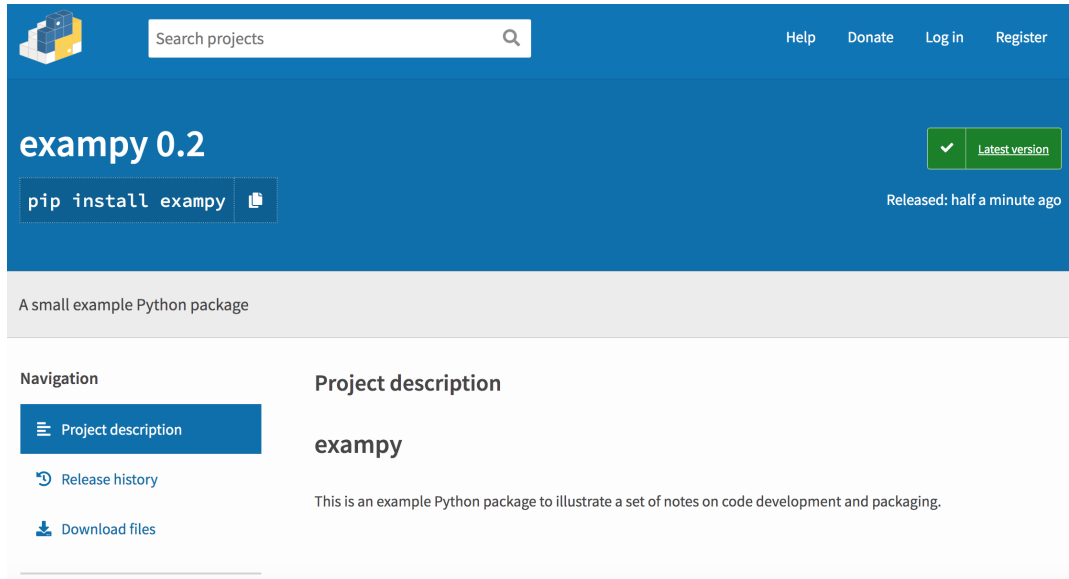 Search projects
Help Donate Log in Register
exampy 0.2
Latest version
pip install exampy
Released: half a minute ago
A small example Python package
Navigation
Project description
Release history
Download files
Project description
exampy
This is an example Python package to illustrate a set of notes on code development and packaging.